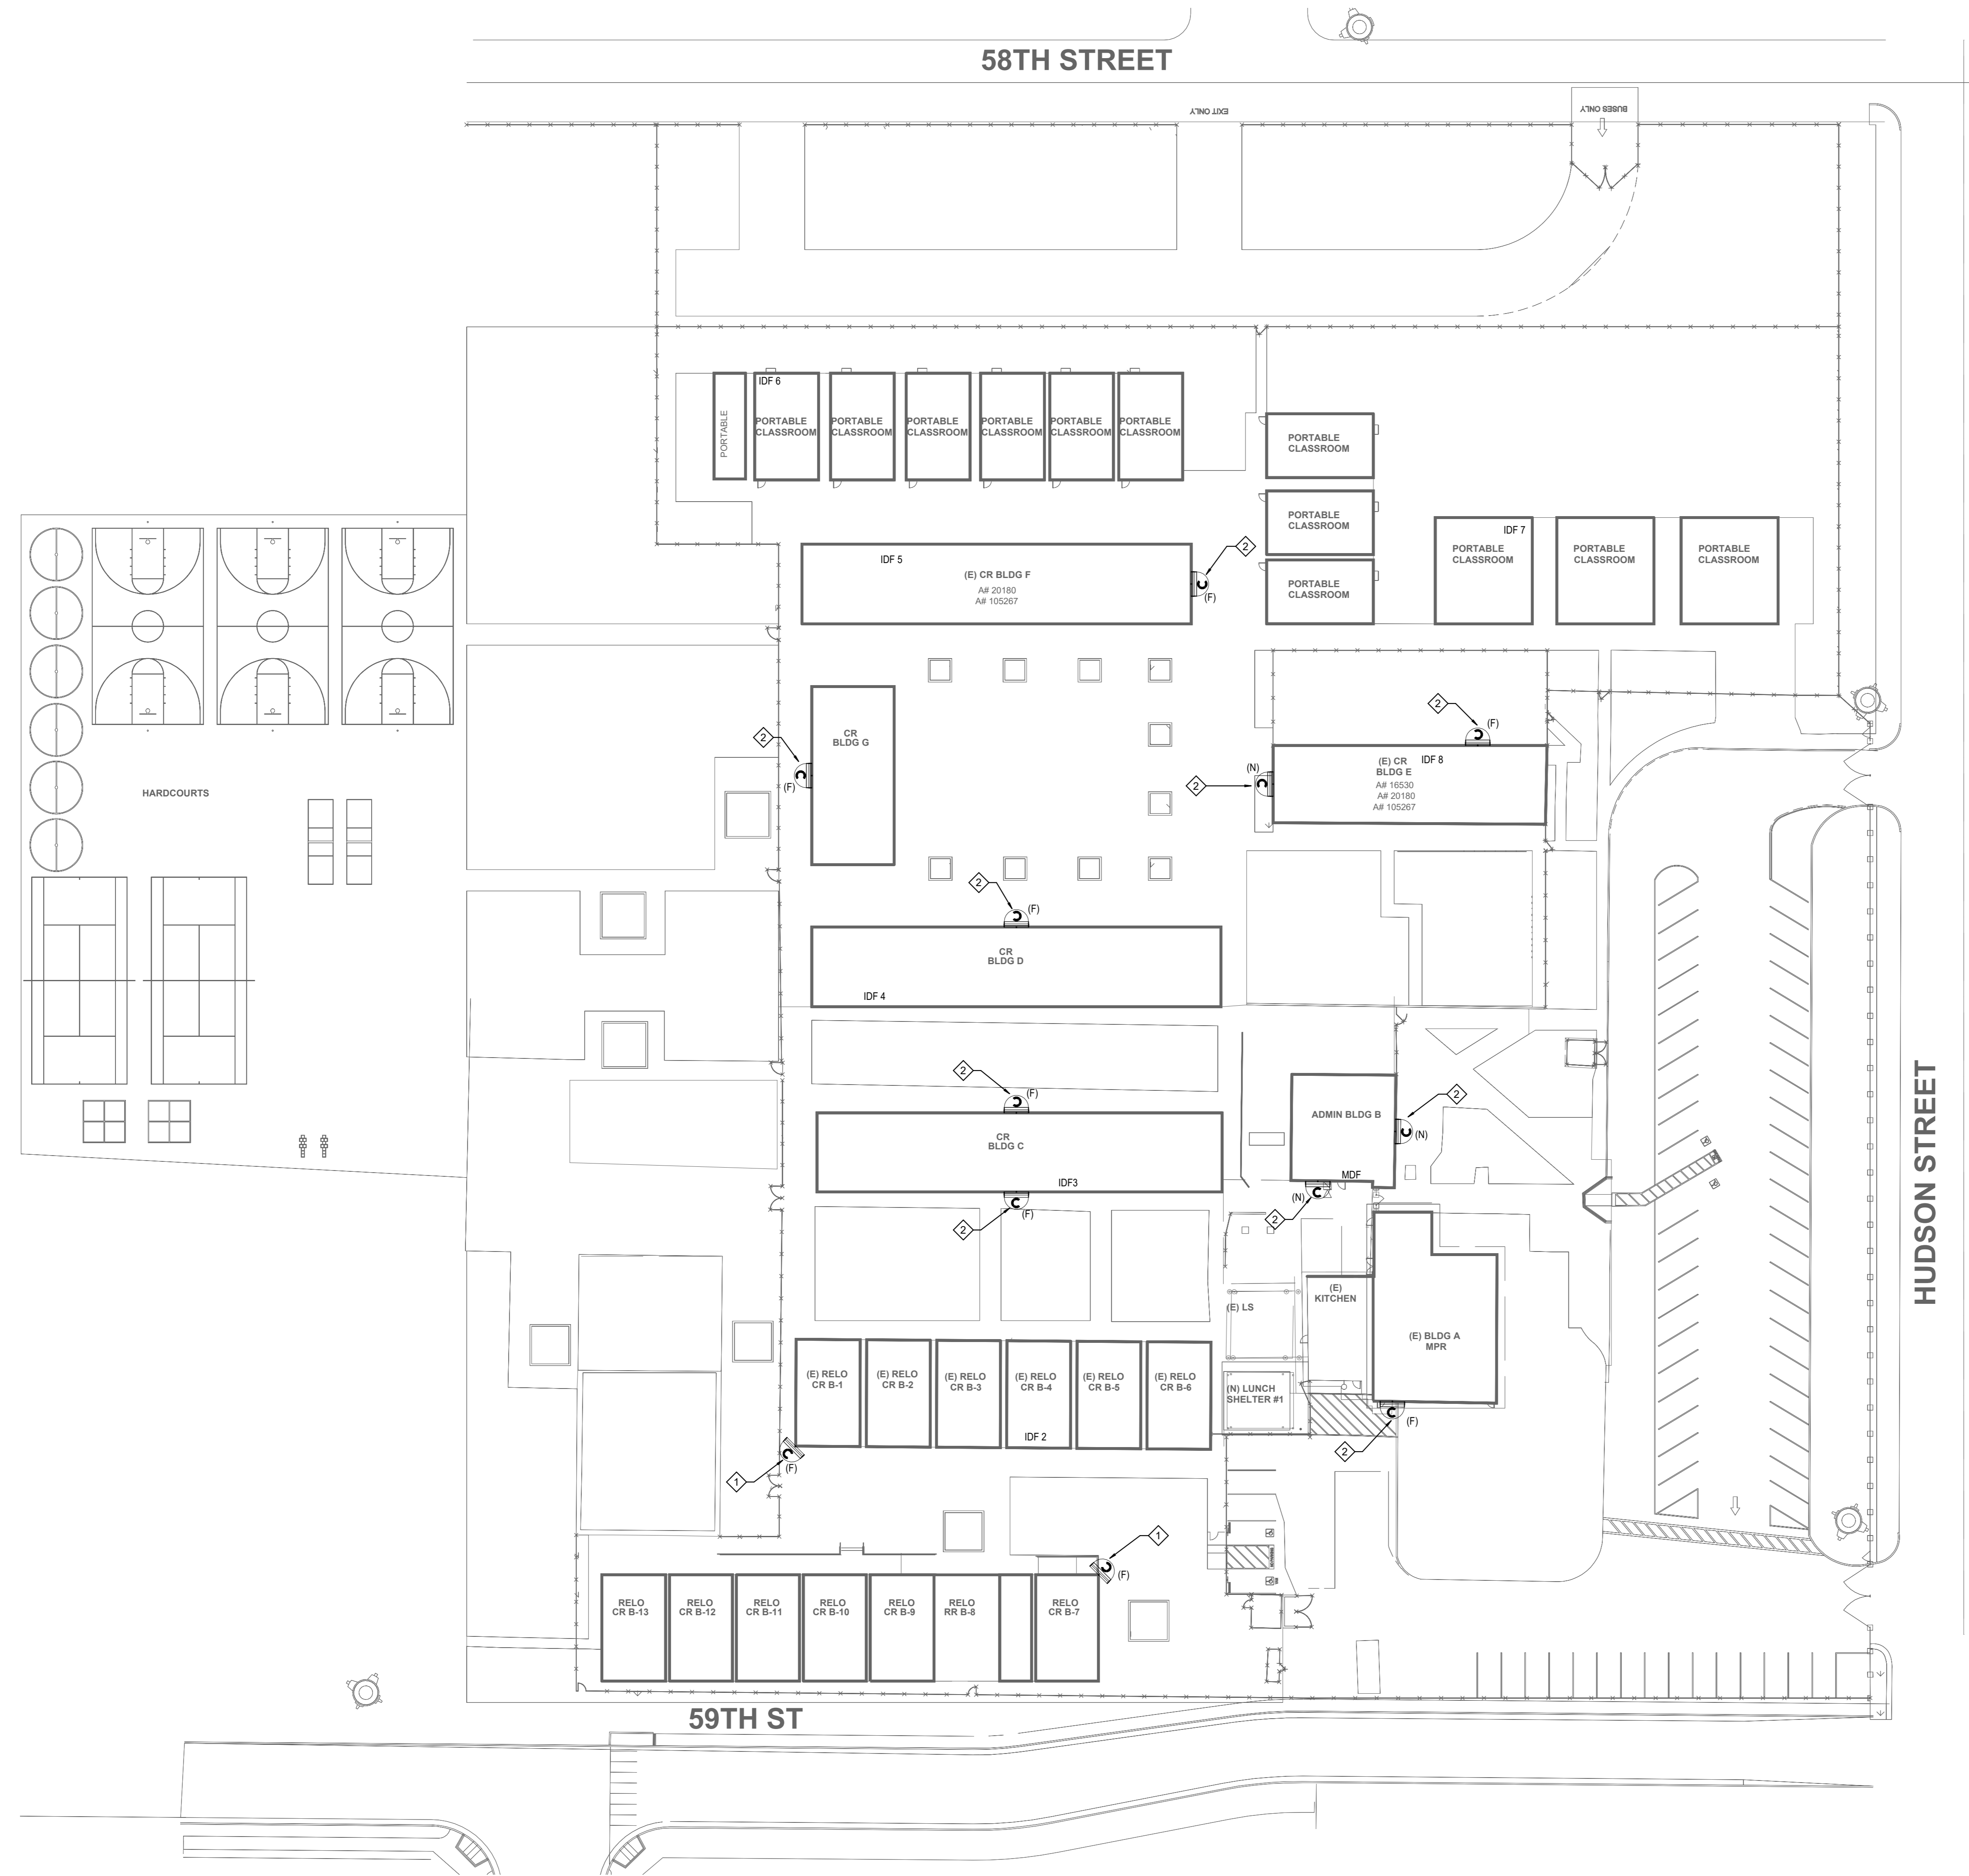 58TH STREET
EXIT ONLY
BUSES ONLY
IDF 6
PORTABLE
PORTABLE
CLASSROOM
PORTABLE
CLASSROOM
PORTABLE
CLASSROOM
PORTABLE
CLASSROOM
PORTABLE
CLASSROOM
PORTABLE
CLASSROOM
PORTABLE
CLASSROOM
PORTABLE
CLASSROOM
PORTABLE
CLASSROOM
IDF 7
PORTABLE
CLASSROOM
PORTABLE
CLASSROOM
PORTABLE
CLASSROOM
IDF 5
(E) CR BLDG F
A# 20180
A# 105267
2
C
(F)
CR
BLDG G
2
C
(F)
2
C
(F)
(N)
C
2
(E) CR
BLDG E
IDF 8
A# 16530
A# 20180
A# 105267
HARDCOURTS
2
C
(F)
CR
BLDG D
IDF 4
2
C
(F)
CR
BLDG C
IDF3
2
C
(F)
ADMIN BLDG B
MDF
2
C
(N)
(N)
C
2
HUDSON STREET
(E) LS
(E)
KITCHEN
(E) BLDG A
MPR
(N) LUNCH
SHELTER #1
2
C
(F)
(E) RELO
CR B-1
(E) RELO
CR B-2
(E) RELO
CR B-3
(E) RELO
CR B-4
IDF 2
(E) RELO
CR B-5
(E) RELO
CR B-6
1
C
(F)
1
C
(F)
RELO
CR B-13
RELO
CR B-12
RELO
CR B-11
RELO
CR B-10
RELO
CR B-9
RELO
RR B-8
RELO
CR B-7
59TH ST